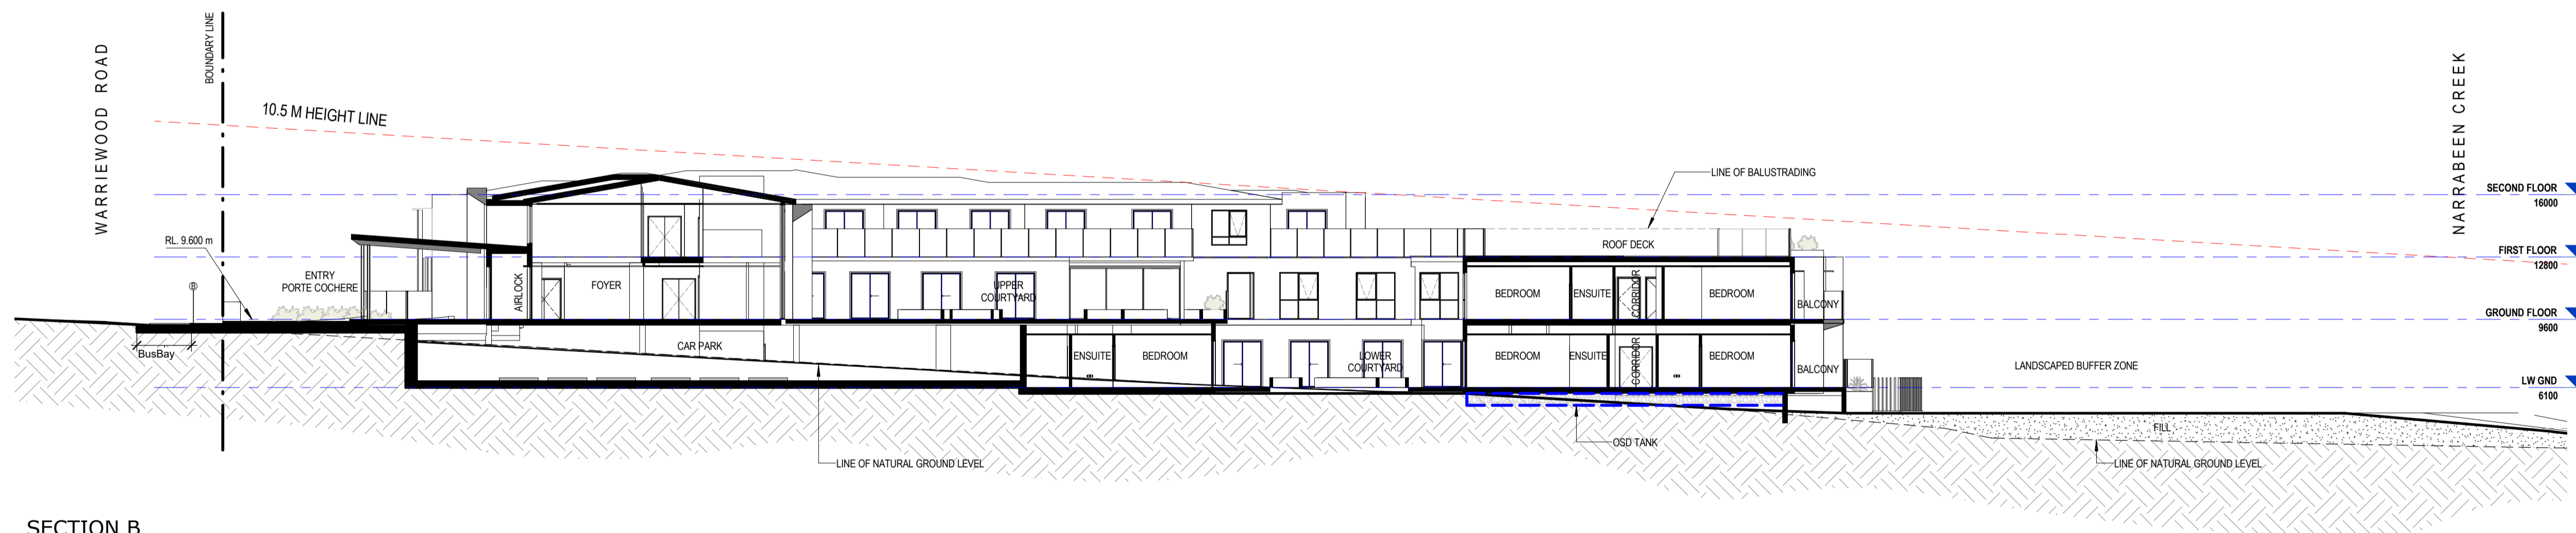 WARRIEWOOD ROAD
BOUNDARY LINE
10.5 M HEIGHT LINE
NARRABEEN CREEK
LINE OF BALUSTRADING
SECOND FLOOR
16000
RL. 9.600 m
ROOF DECK
FIRST FLOOR
12800
ENTRY
PORTE COCHERE
B
AIRLOCK
FOYER
UPPER
COURTYARD
BEDROOM
ENSUITE
CORRIDOR
BEDROOM
BALCONY
GROUND FLOOR
9600
BusBay
CAR PARK
ENSUITE
BEDROOM
LOWER
COURTYARD
BEDROOM
ENSUITE
CORRIDOR
BEDROOM
BALCONY
LANDSCAPED BUFFER ZONE
LW GND
6100
FILL
OSD TANK
LINE OF NATURAL GROUND LEVEL
LINE OF NATURAL GROUND LEVEL
SECTION B